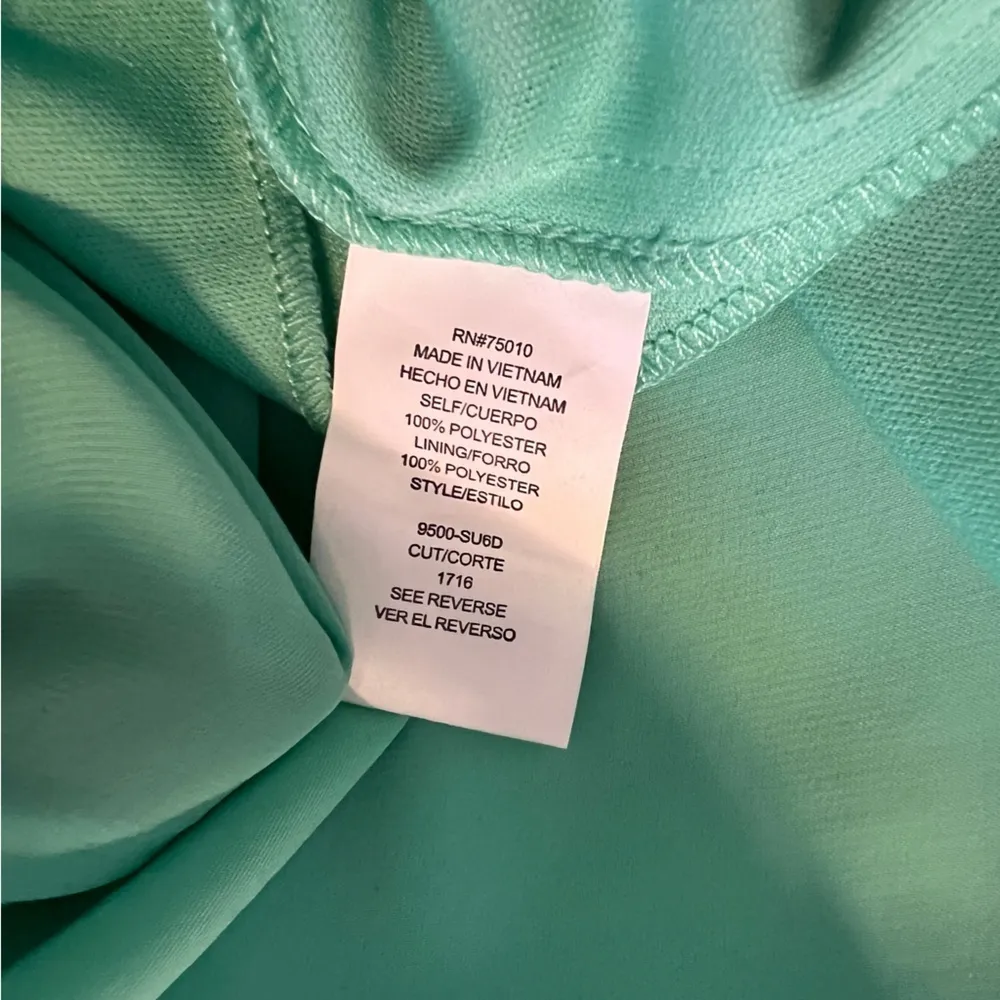 RN#75010
MADE IN VIETNAM
HECHO EN VIETNAM
SELF/CUERPO
100% POLYESTER
LINING/FORRO
100% POLYESTER
STYLE/ESTILO
9500-SU6D
CUT/CORTE
1716
SEE REVERSE
VER EL REVERSO